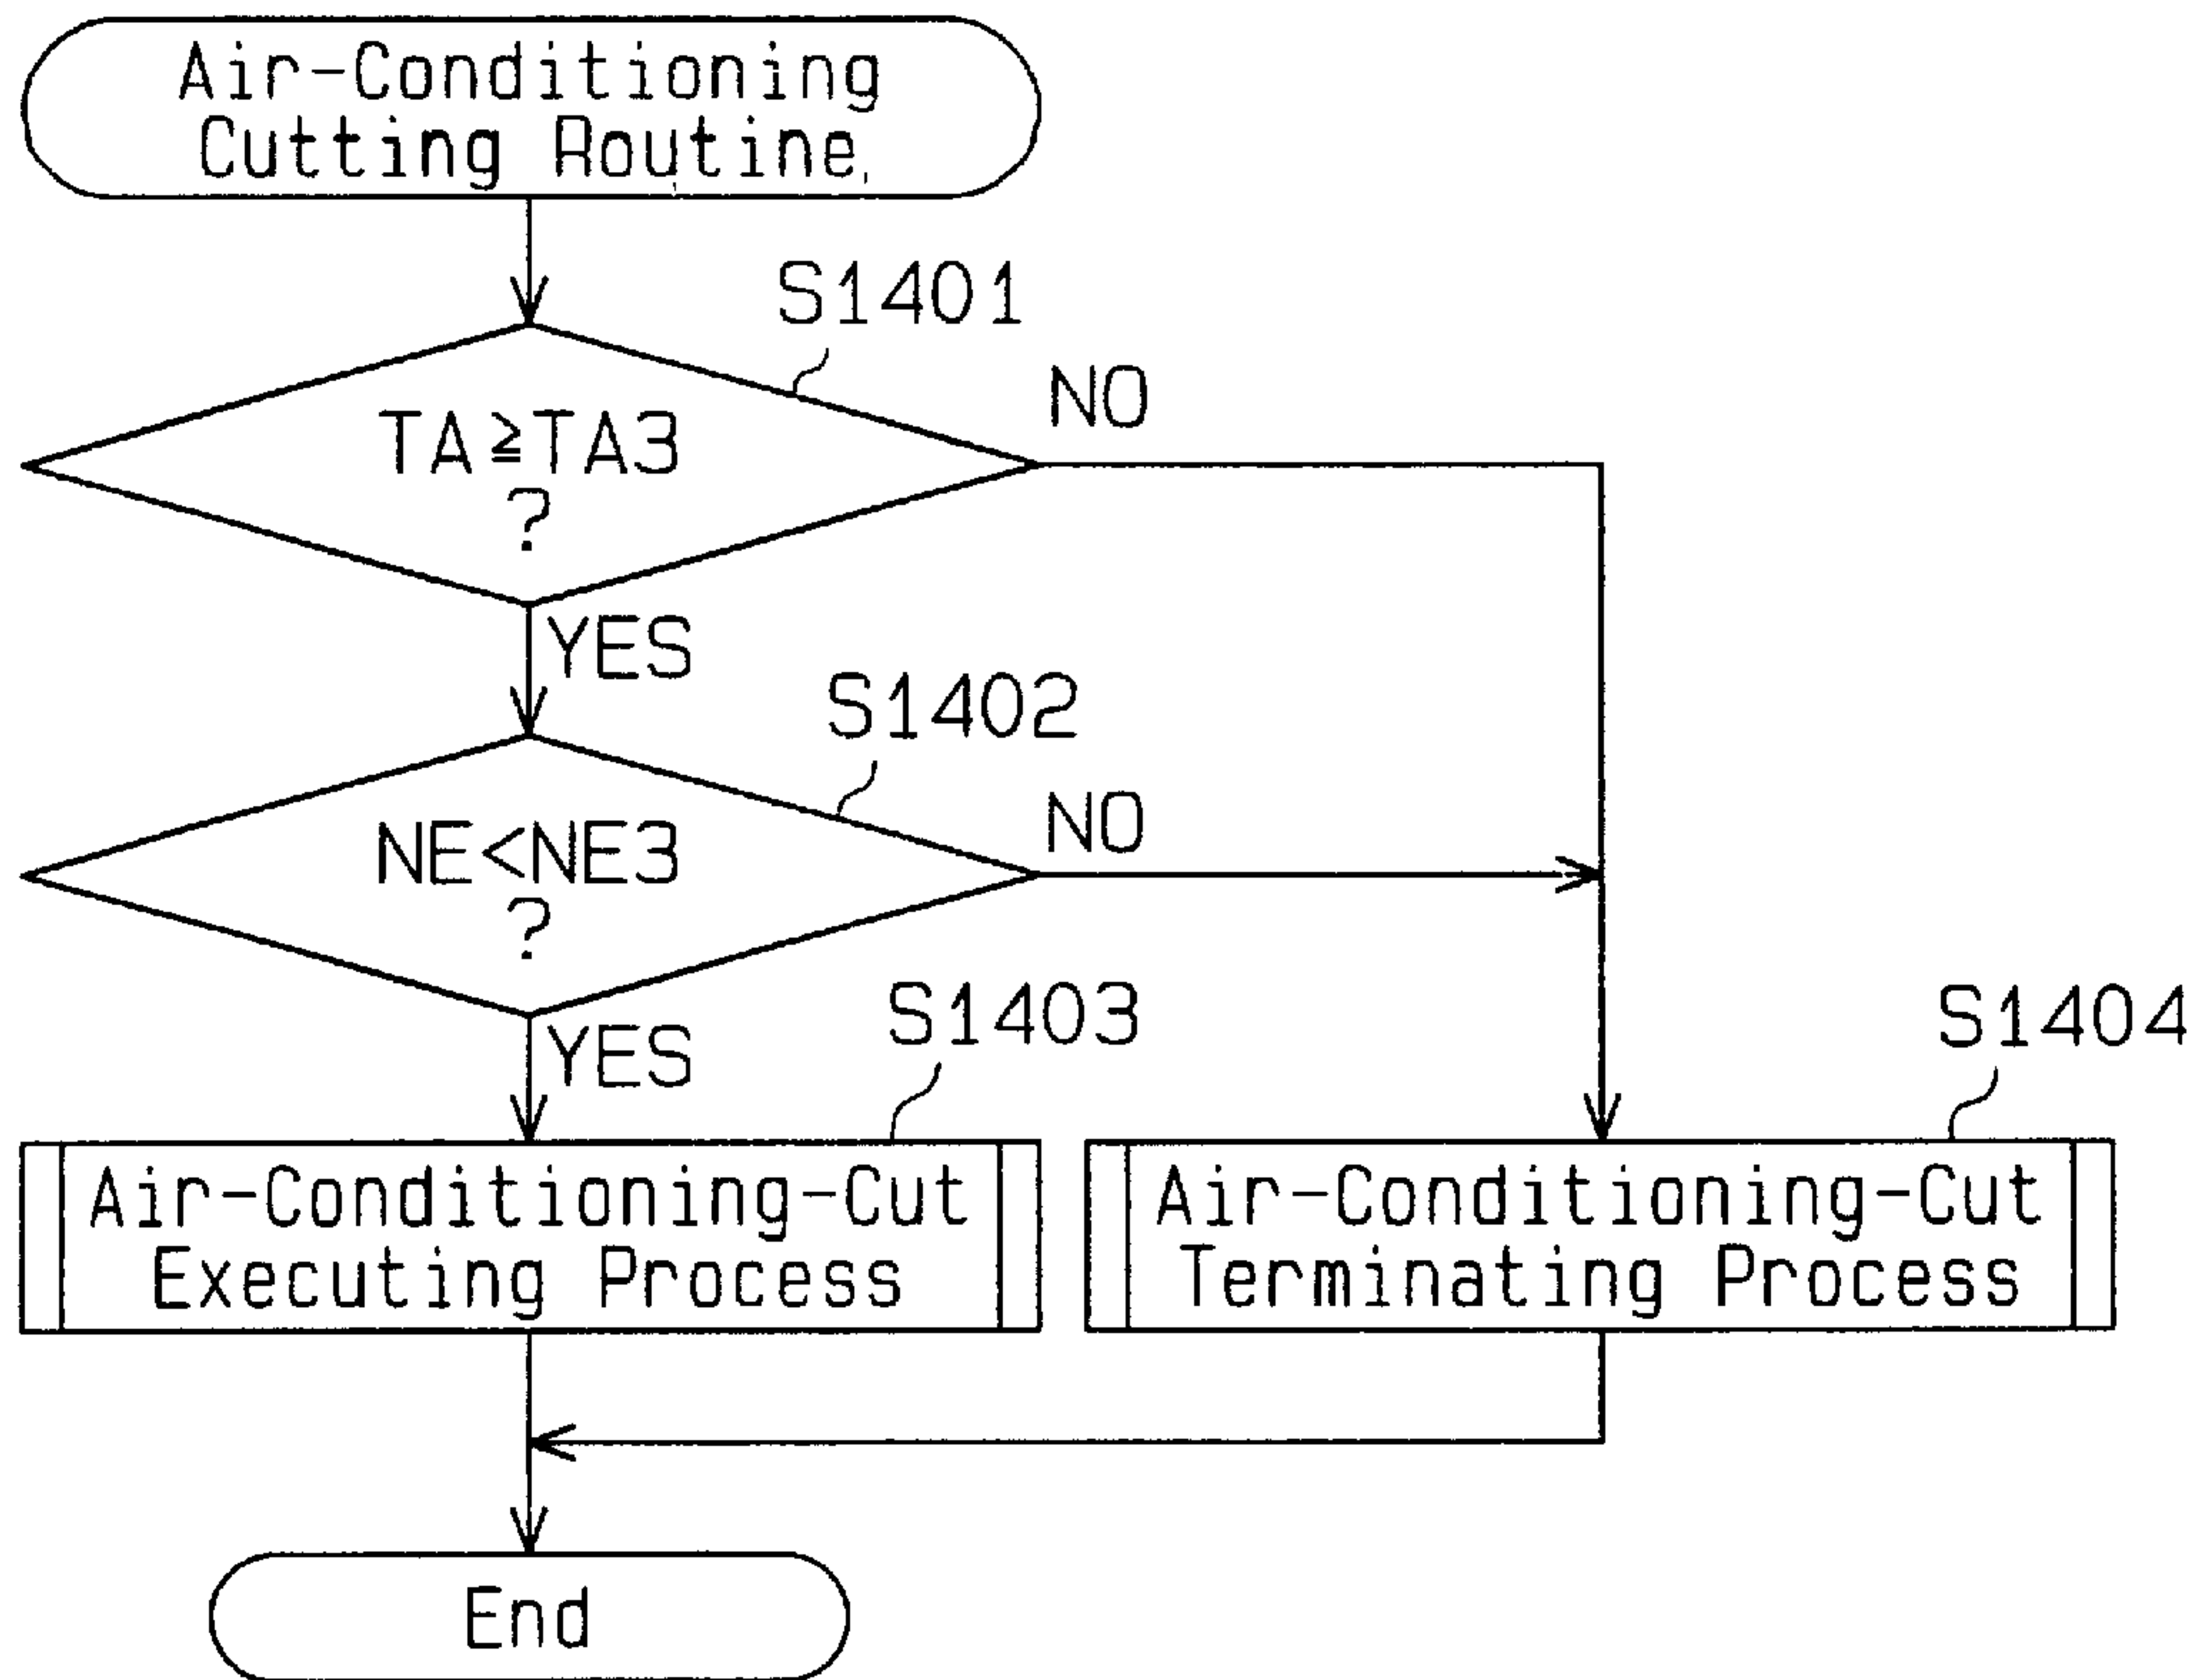 Air-Conditioning
Cutting Routine
S1401
TA≧TA3
?
NO
YES
S1402
NE<NE3
?
NO
YES
S1403
S1404
Air-Conditioning-Cut
Executing Process
Air-Conditioning-Cut
Terminating Process
End